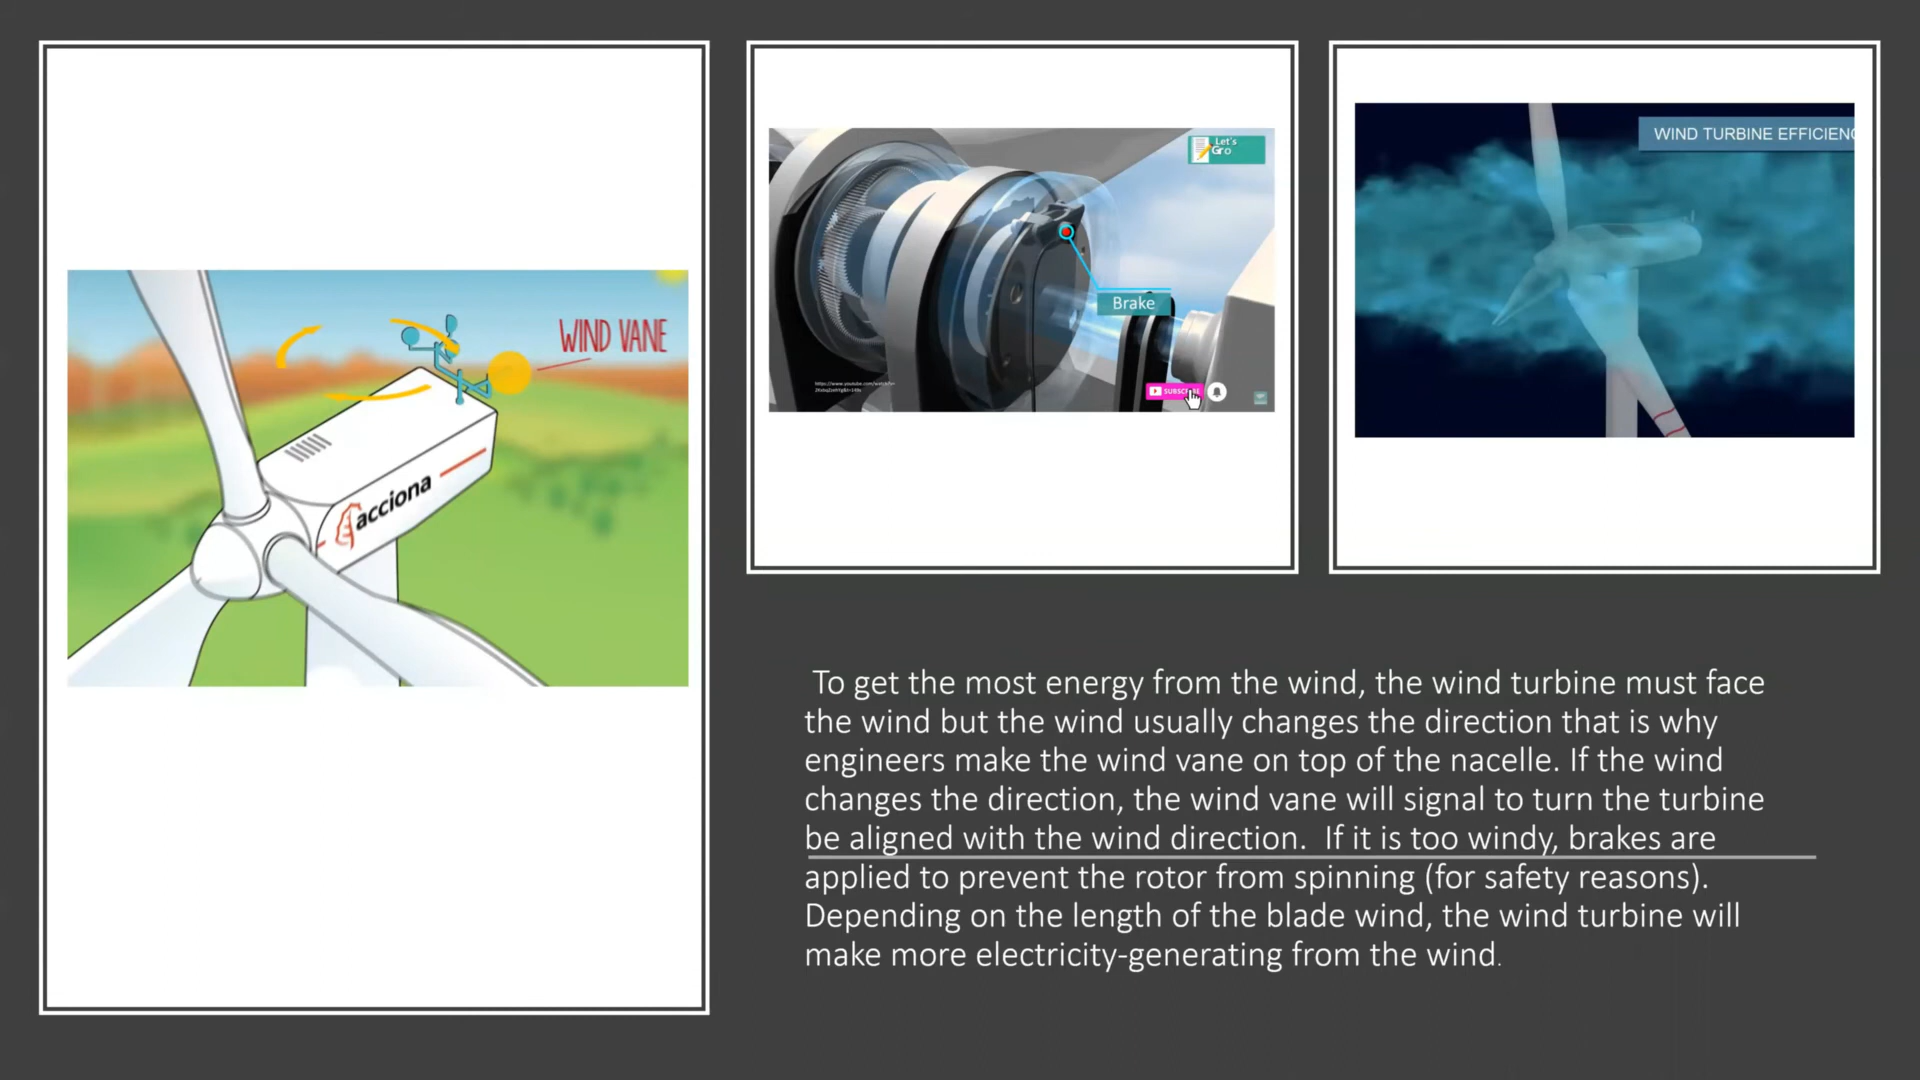 WIND VANE
acciona
Let's
Gro
Brake
SUBSCRIBE
WIND TURBINE EFFICIENC
To get the most energy from the wind, the wind turbine must face
the wind but the wind usually changes the direction that is why
engineers make the wind vane on top of the nacelle. If the wind
changes the direction, the wind vane will signal to turn the turbine
be aligned with the wind direction.  If it is too windy, brakes are
applied to prevent the rotor from spinning (for safety reasons).
Depending on the length of the blade wind, the wind turbine will
make more electricity-generating from the wind.